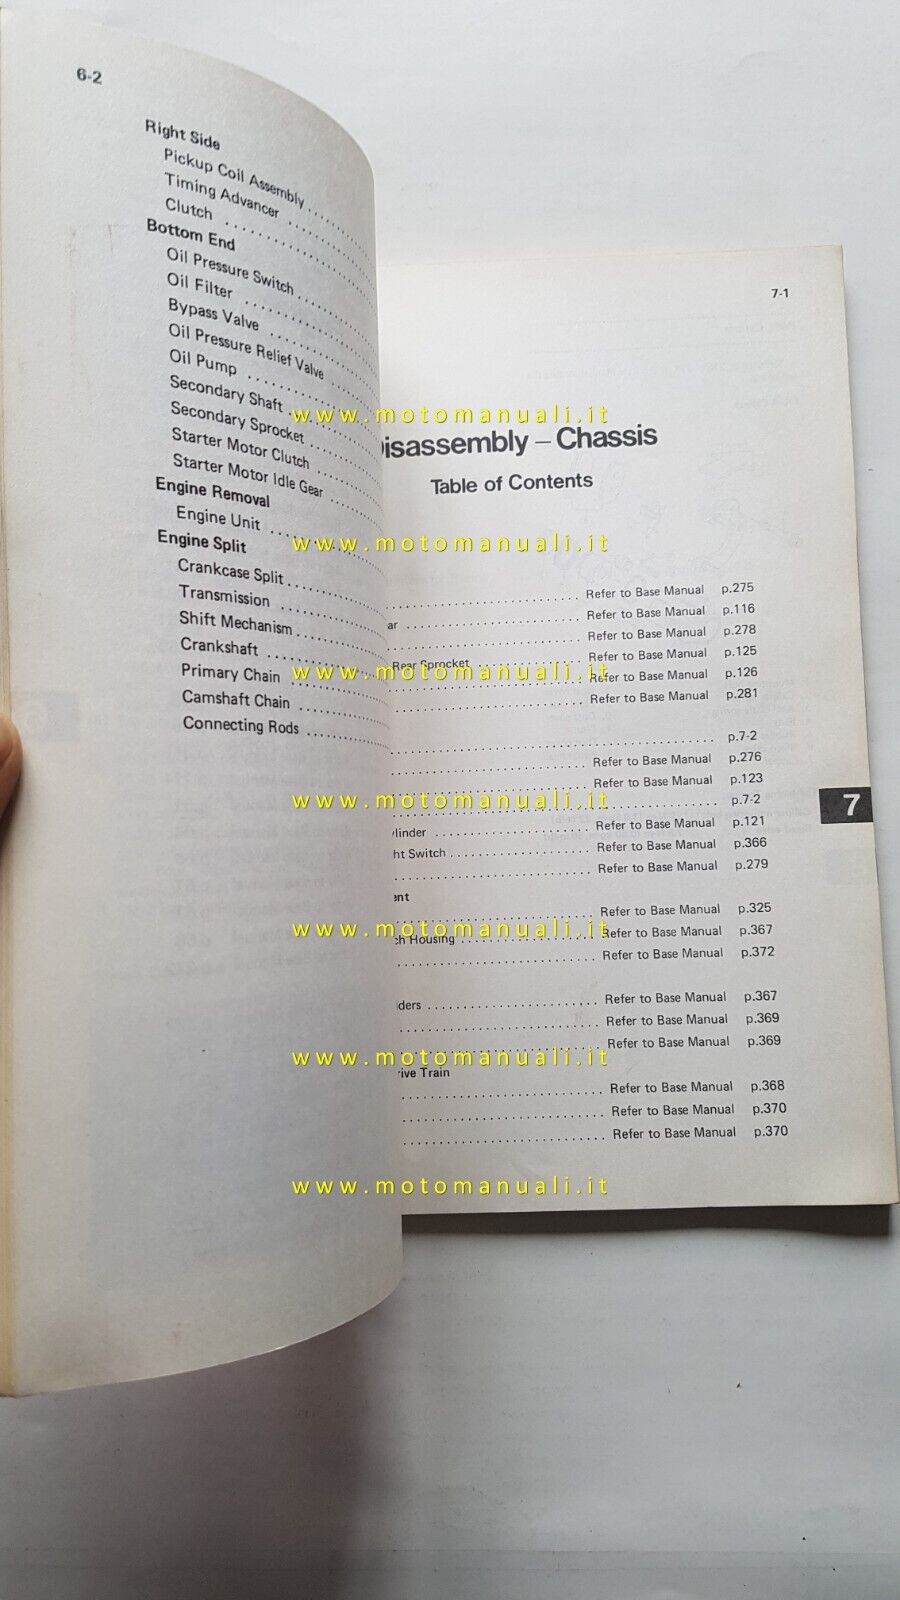 6-2
Right Side
Pickup Coil Assembly
Timing Advancer
Clutch
Bottom End
Oil Pressure Switch
Oil Filter
Bypass Valve
Oil Pressure Relief Valve
Oil Pump
Secondary Shaft
Secondary Sprocket
Starter Motor Clutch
Starter Motor Idle Gear
Engine Removal
Engine Unit
Engine Split
Crankcase Split
Transmission
Shift Mechanism
Crankshaft
Primary Chain
Camshaft Chain
Connecting Rods
7-1
isassembly – Chassis
Table of Contents
Refer to Base Manual p.275
ar Refer to Base Manual p.116
Refer to Base Manual p.278
Rear Sprocket Refer to Base Manual p.125
Refer to Base Manual p.126
Refer to Base Manual p.281
p.7-2
Refer to Base Manual p.276
Refer to Base Manual p.123
p.7-2
ylinder Refer to Base Manual p.121
ht Switch Refer to Base Manual p.366
Refer to Base Manual p.279
ent
Refer to Base Manual p.325
ch Housing Refer to Base Manual p.367
Refer to Base Manual p.372
lders Refer to Base Manual p.367
Refer to Base Manual p.369
Refer to Base Manual p.369
rive Train
Refer to Base Manual p.368
Refer to Base Manual p.370
Refer to Base Manual p.370
7
www.motomanuali.it
www.motomanuali.it
www.motomanuali.it
www.motomanuali.it
www.motomanuali.it
www.motomanuali.it
www.motomanuali.it